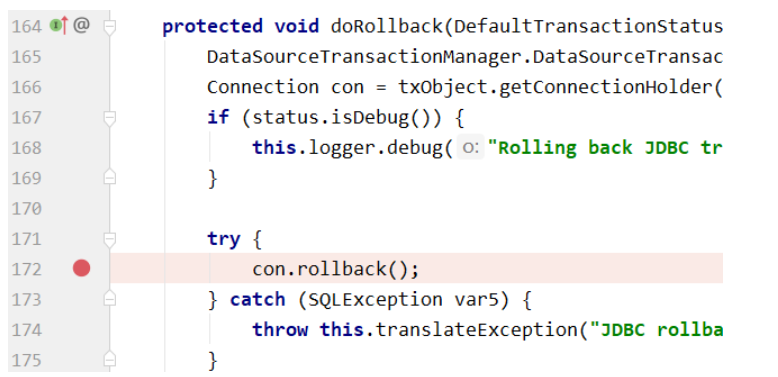 164 @ protected void doRollback(DefaultTransactionStatus
165 DataSourceTransactionManager.DataSourceTransac
166 Connection con = txObject.getConnectionHolder(
167 if (status.isDebug()) {
168 this.logger.debug( o: "Rolling back JDBC tr
169 }
170
171 try {
172 con.rollback();
173 } catch (SQLException var5) {
174 throw this.translateException("JDBC rollba
175 }